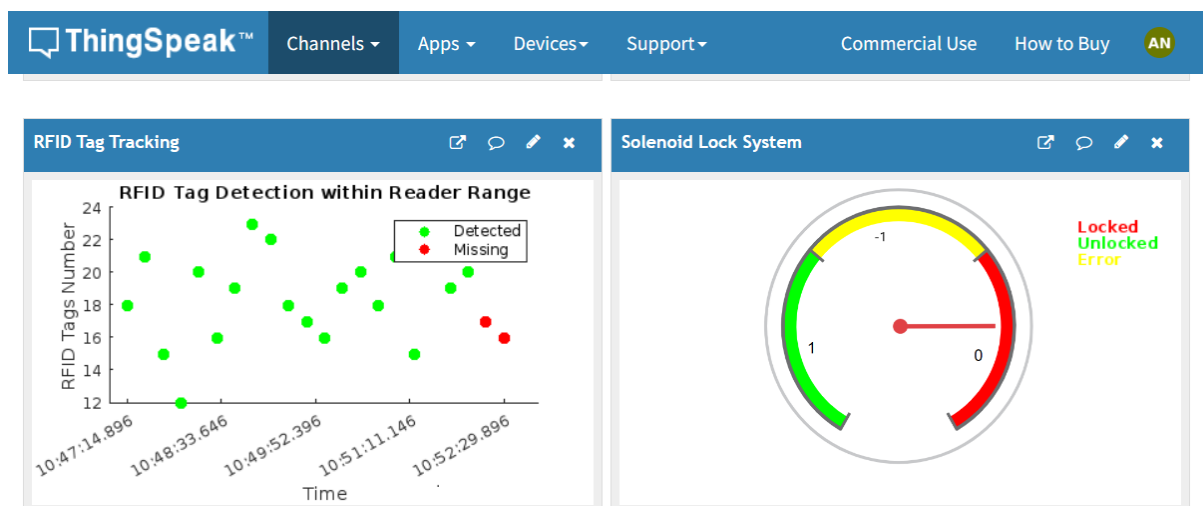 ThingSpeak™ Channels Apps Devices Support Commercial Use How to Buy AN
RFID Tag Tracking
RFID Tag Detection within Reader Range
24
22
20
18
16
14
12
RFID Tags Number
Detected
Missing
10:47:14.896
10:48:33.646
10:49:52.396
10:51:11.146
10:52:29.896
Time
Solenoid Lock System
-1
1
0
Locked
Unlocked
Error